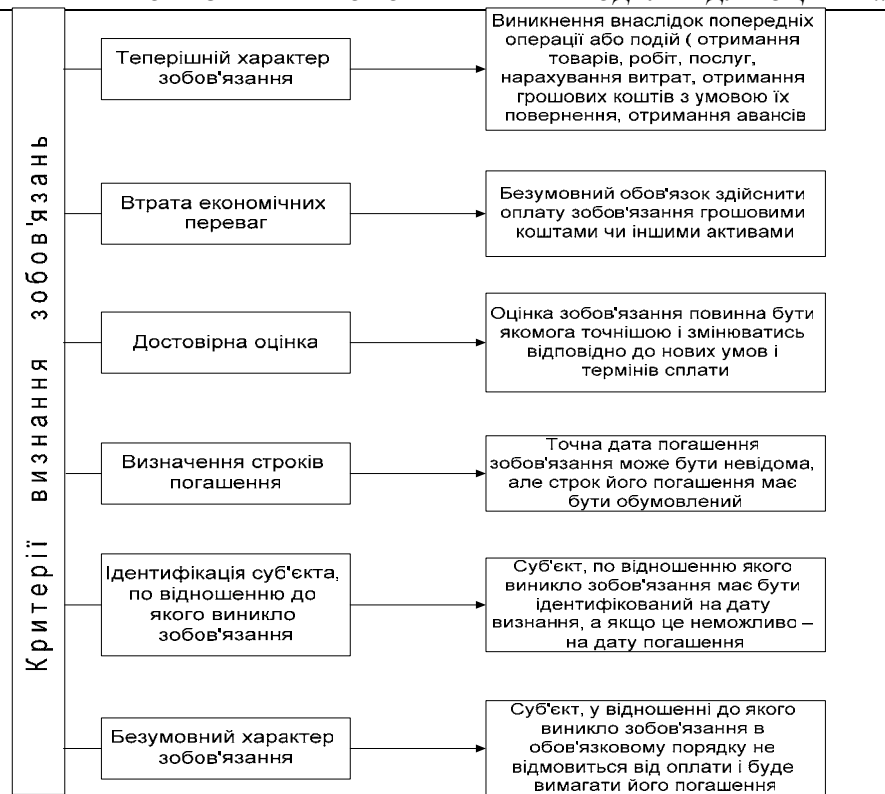 Критерії визнання зобов'язань
Теперішній характер
зобов'язання
Виникнення внаслідок попередніх
операції або подій ( отримання
товарів, робіт, послуг,
нарахування витрат, отримання
грошових коштів з умовою їх
повернення, отримання авансів
Втрата економічних
переваг
Безумовний обов'язок здійснити
оплату зобов'язання грошовими
коштами чи іншими активами
Достовірна оцінка
Оцінка зобов'язання повинна бути
якомога точнішою і змінюватись
відповідно до нових умов і
термінів сплати
Визначення строків
погашення
Точна дата погашення
зобов'язання може бути невідома,
але строк його погашення має
бути обумовлений
Ідентифікація суб'єкта,
по відношенню до
якого виникло
зобов'язання
Суб'єкт, по відношенню якого
виникло зобов'язання має бути
ідентифікований на дату
визнання, а якщо це неможливо –
на дату погашення
Безумовний характер
зобов'язання
Суб'єкт, у відношенні до якого
виникло зобов'язання в
обов'язковому порядку не
відмовиться від оплати і буде
вимагати його погашення